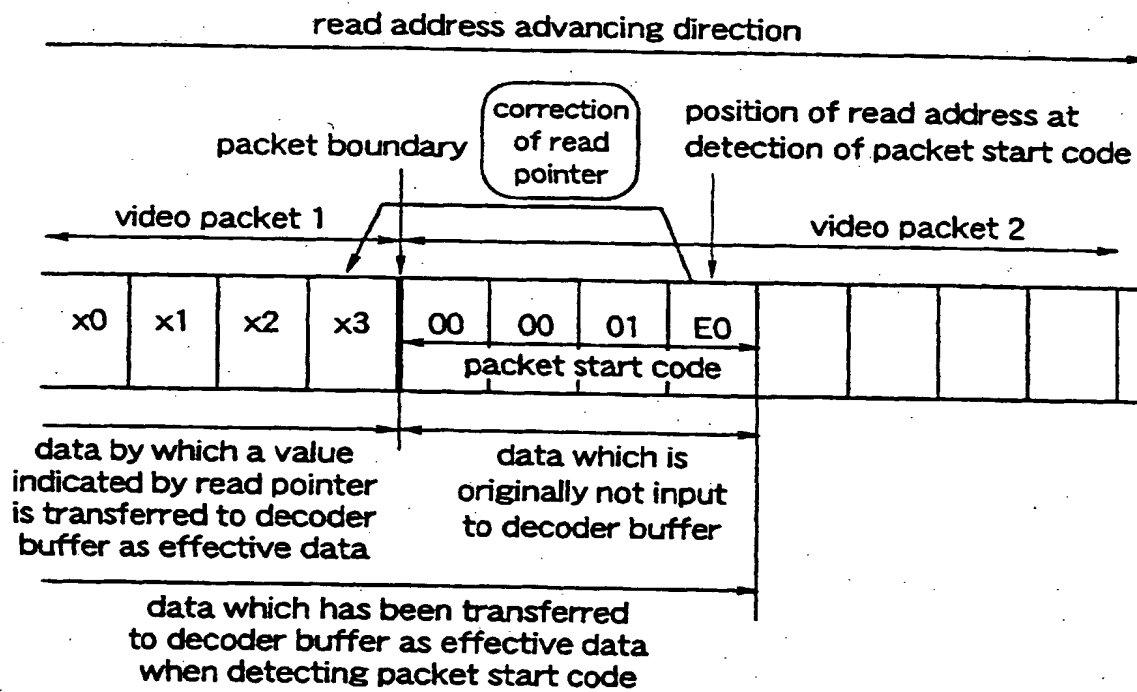 read address advancing direction
correction
of read
pointer
position of read address at
detection of packet start code
packet boundary
video packet 1
video packet 2
x0 x1 x2 x3 00 00 01 E0
packet start code
data by which a value
indicated by read pointer
is transferred to decoder
buffer as effective data
data which is
originally not input
to decoder buffer
data which has been transferred
to decoder buffer as effective data
when detecting packet start code